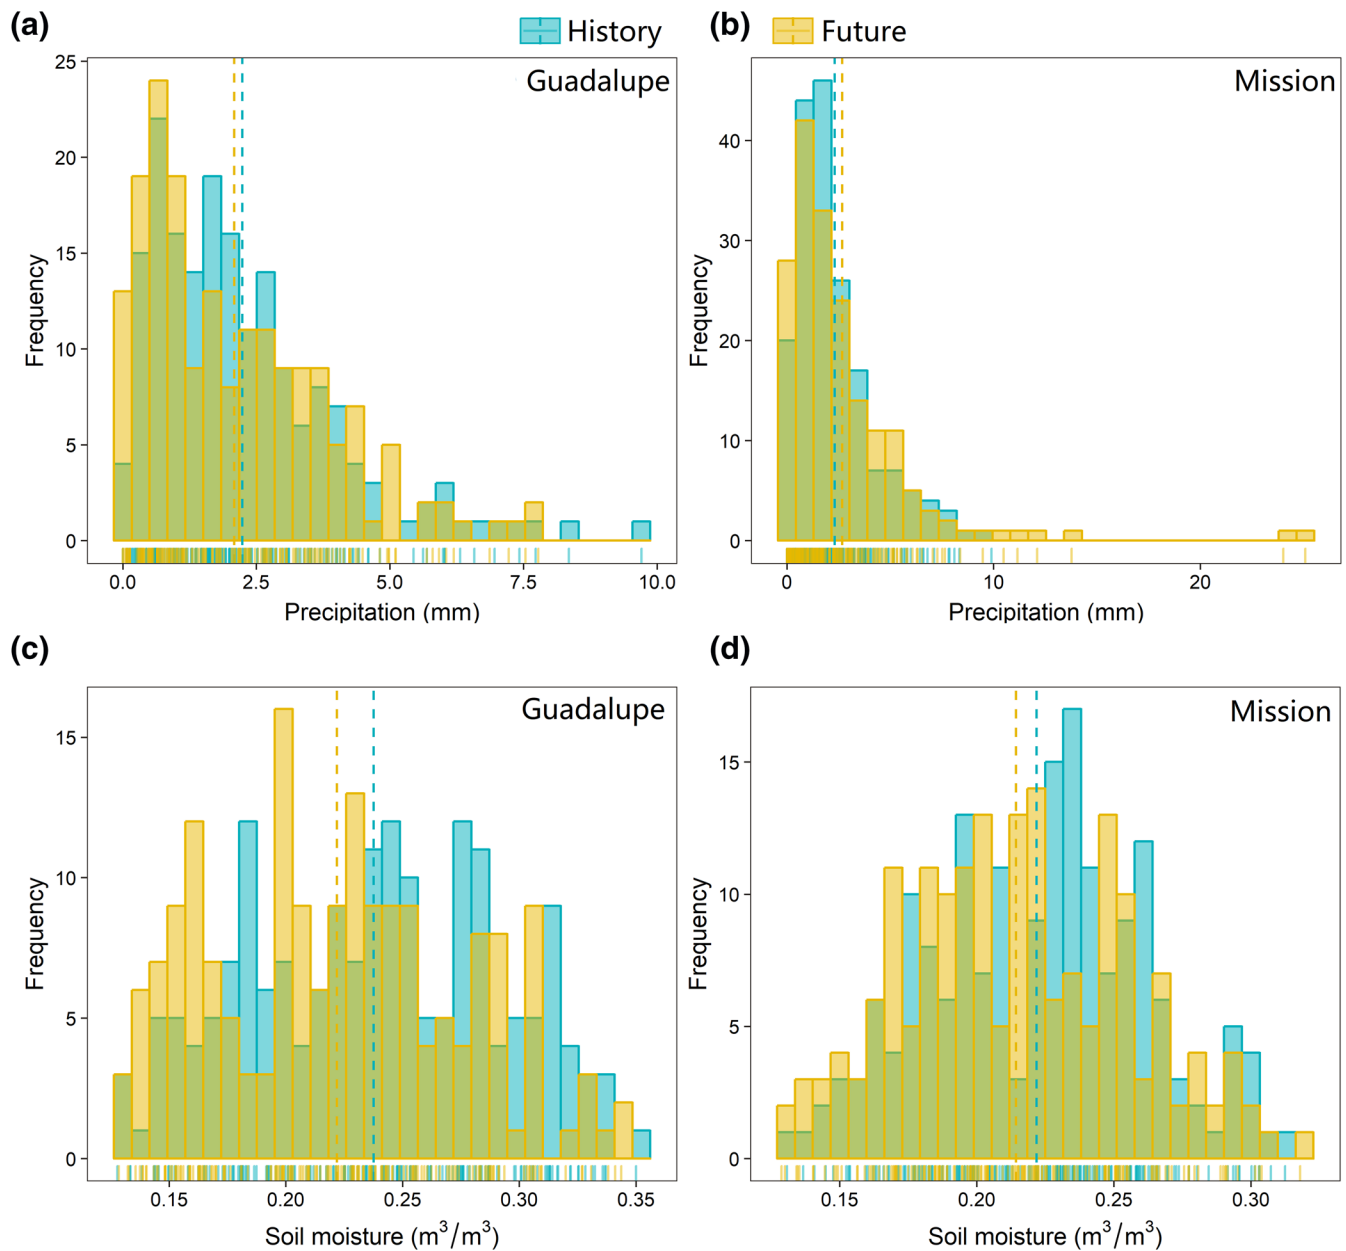 (a) History (b) Future
Guadalupe Mission
25
20
15
10
5
0
Frequency
0.0 2.5 5.0 7.5 10.0
Precipitation (mm)
40
30
20
10
0
Frequency
0 10 20
Precipitation (mm)
(c) (d)
Guadalupe Mission
15
10
5
0
Frequency
0.15 0.20 0.25 0.30 0.35
Soil moisture (m³/m³)
15
10
5
0
Frequency
0.15 0.20 0.25 0.30
Soil moisture (m³/m³)